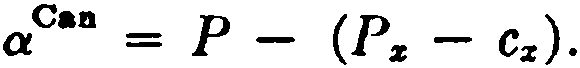 α^Can = P − (P_x − c_x).